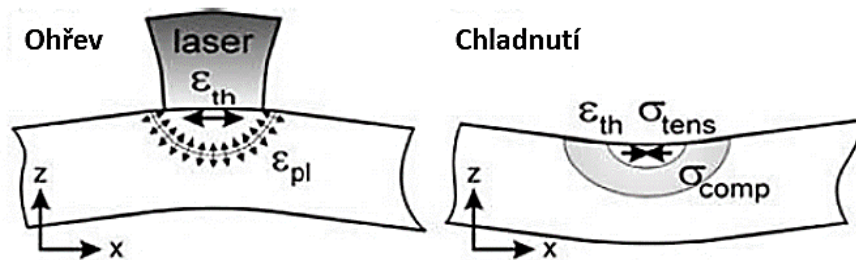 Ohřev
laser
εth
εpl
z
x
Chladnutí
εth σtens
σcomp
z
x